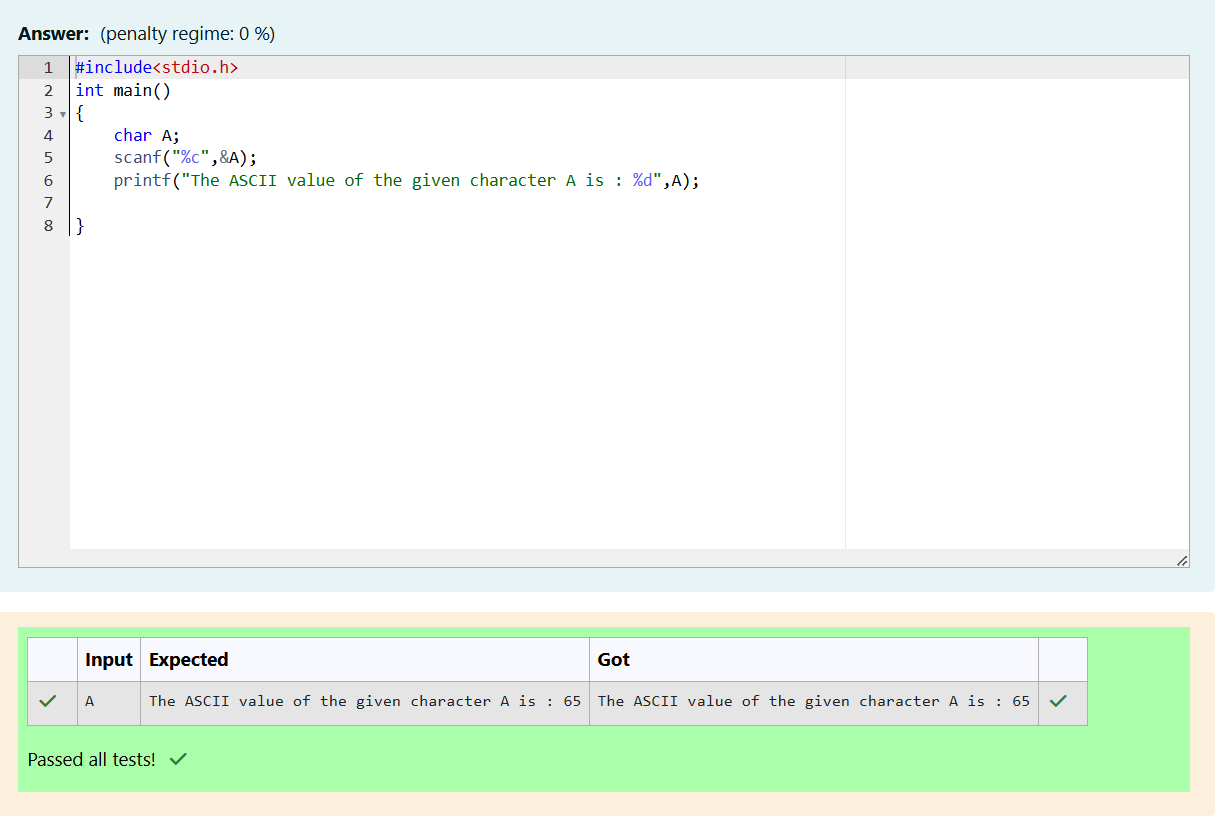 Answer: (penalty regime: 0 %)
1 #include<stdio.h>
2 int main()
3 {
4     char A;
5     scanf("%c",&A);
6     printf("The ASCII value of the given character A is : %d",A);
7
8 }
Input Expected Got
A The ASCII value of the given character A is : 65 The ASCII value of the given character A is : 65
Passed all tests!